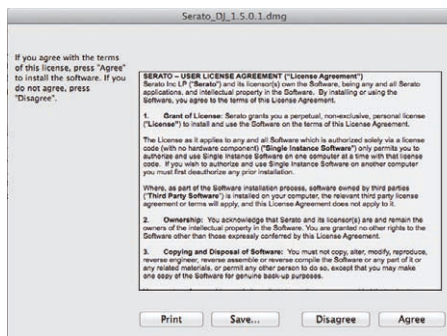 Serato_DJ_1.5.0.1.dmg
If you agree with the terms
of this license, press "Agree"
to install the software. If you
do not agree, press
"Disagree".
SERATO – USER LICENSE AGREEMENT ("License Agreement")
Serato Inc LP ("Serato") and its licensor(s) own the Software, being any and all Serato
applications, and intellectual property in the Software. By installing or using the
Software, you agree to the terms of this License Agreement.
1. Grant of License: Serato grants you a perpetual, non-exclusive, personal license
("License") to install and use the Software on the terms of this License Agreement.
The License as it applies to any and all Software which is authorized solely via a license
code (with no hardware component) ("Single Instance Software") only permits you to
authorize and use Single Instance Software on one computer at a time with that license
code. If you wish to authorize and use Single Instance Software on another computer
you must first deauthorize any prior installation.
Where, as part of the Software installation process, software owned by third parties
("Third Party Software") is installed on your computer, the relevant third party license
agreement or terms will apply, and this License Agreement does not apply to it.
2. Ownership: You acknowledge that Serato and its licensor(s) are and remain the
owners of the intellectual property in the Software. You are granted no other rights to the
Software other than those expressly conferred by this License Agreement.
3. Copying and Disposal of Software: You must not copy, alter, modify, reproduce,
reverse engineer, reverse assemble or reverse compile the Software or any part of it or
any related materials, or permit any other person to do so, except that you may make
one copy of the Software for genuine back-up purposes.
Print
Save...
Disagree
Agree